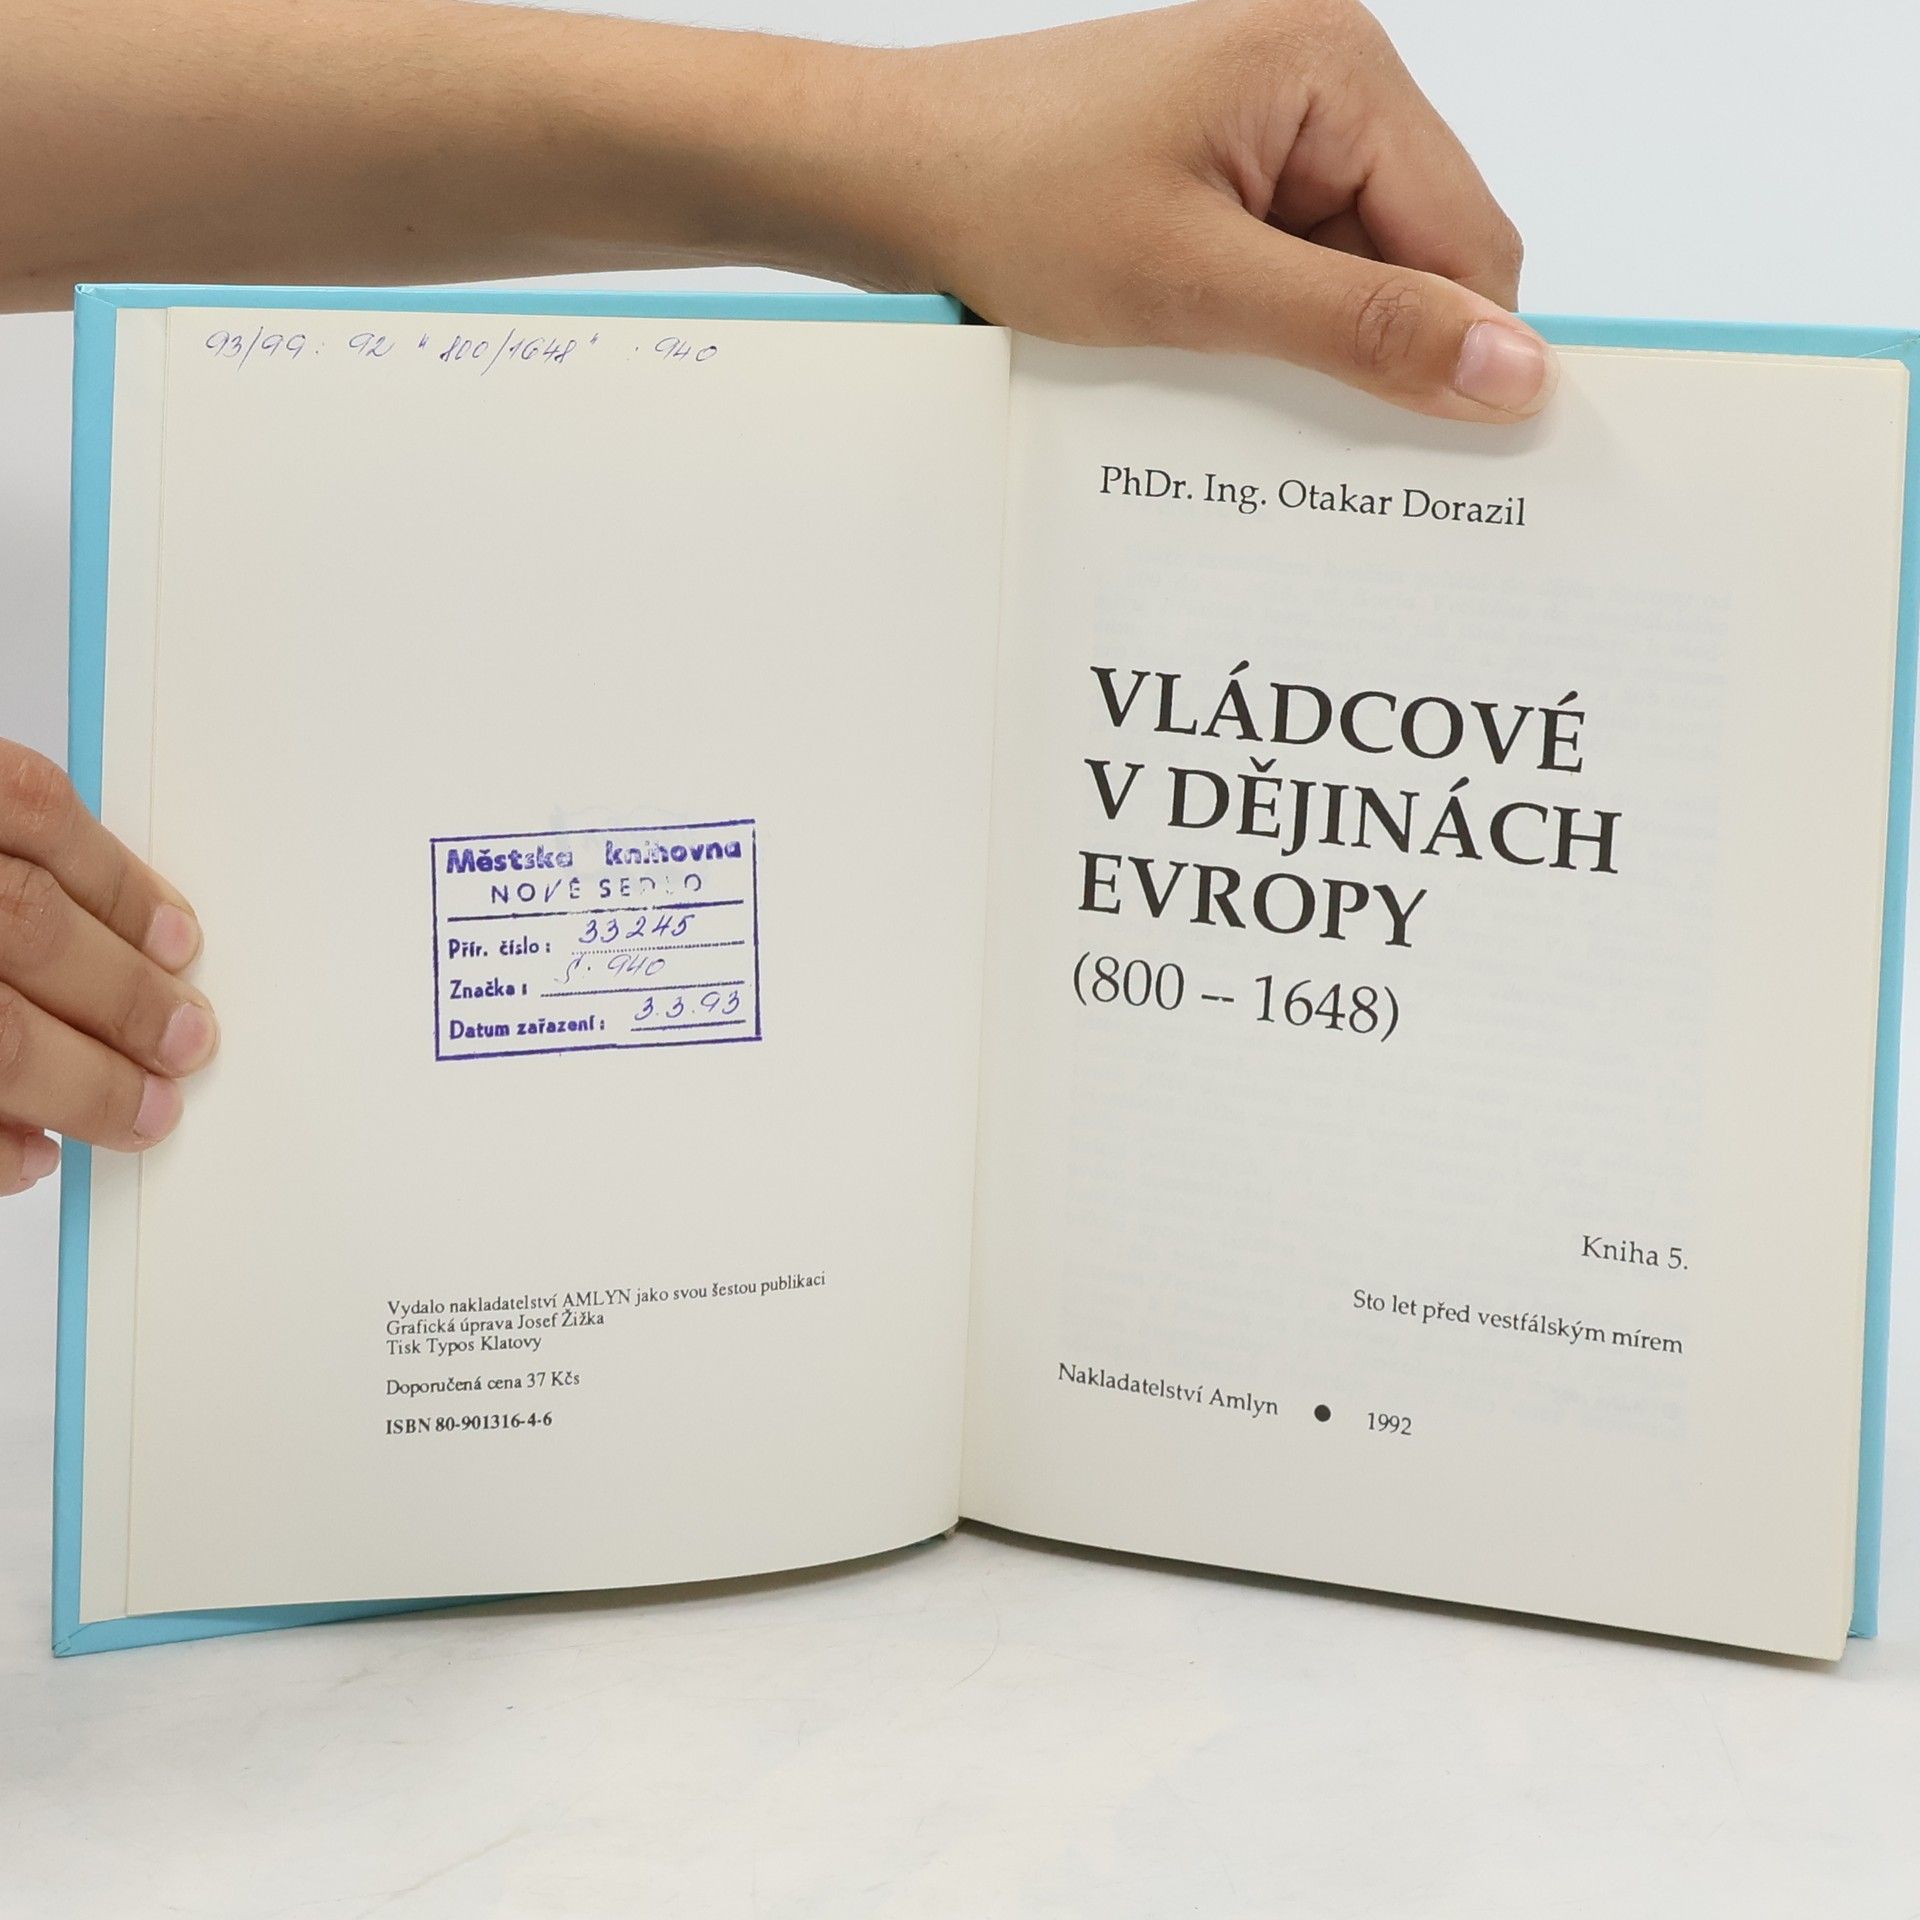 93/99 : 92 "800/1648" : 940
Městska knihovna
NOVÉ SEDLO
Přír. číslo: 33245
Značka: 940
Datum zařazení: 3.3.93
Vydalo nakladatelství AMLYN jako svou šestou publikaci
Grafická úprava Josef Žižka
Tisk Typos Klatovy
Doporučená cena 37 Kčs
ISBN 80-901316-4-6
PhDr. Ing. Otakar Dorazil
VLÁDCOVÉ
V DĚJINÁCH
EVROPY
(800 -- 1648)
Kniha 5.
Sto let před vestfálským mírem
Nakladatelství Amlyn ● 1992